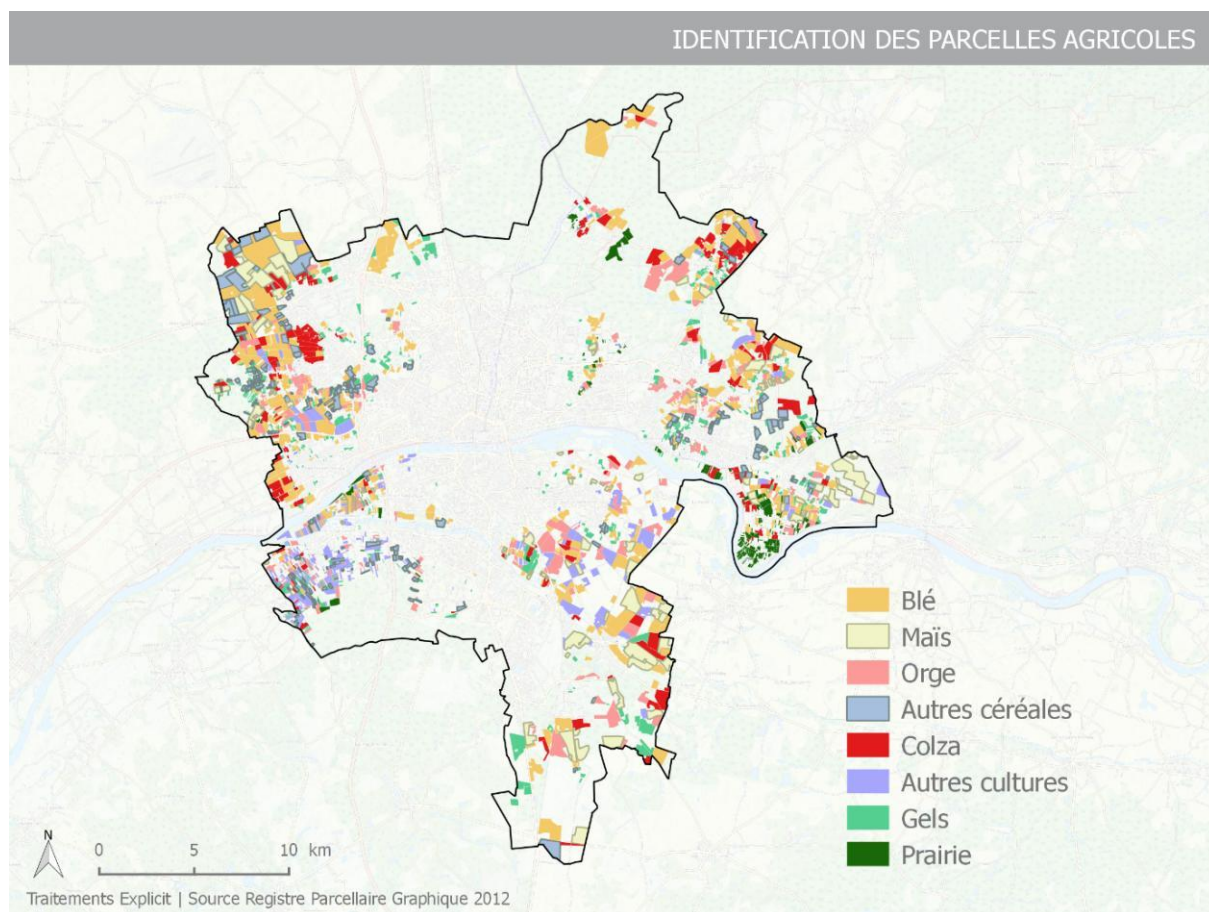 IDENTIFICATION DES PARCELLES AGRICOLES
Blé
Maïs
Orge
Autres céréales
Colza
Autres cultures
Gels
Prairie
N
0 5 10 km
Traitements Explicit | Source Registre Parcellaire Graphique 2012